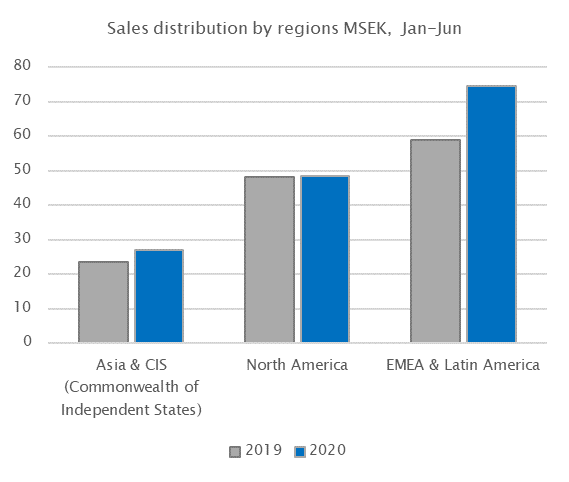 Sales distribution by regions MSEK,  Jan-Jun
80
70
60
50
40
30
20
10
0
Asia & CIS
(Commonwealth of
Independent States)
North America
EMEA & Latin America
2019
2020